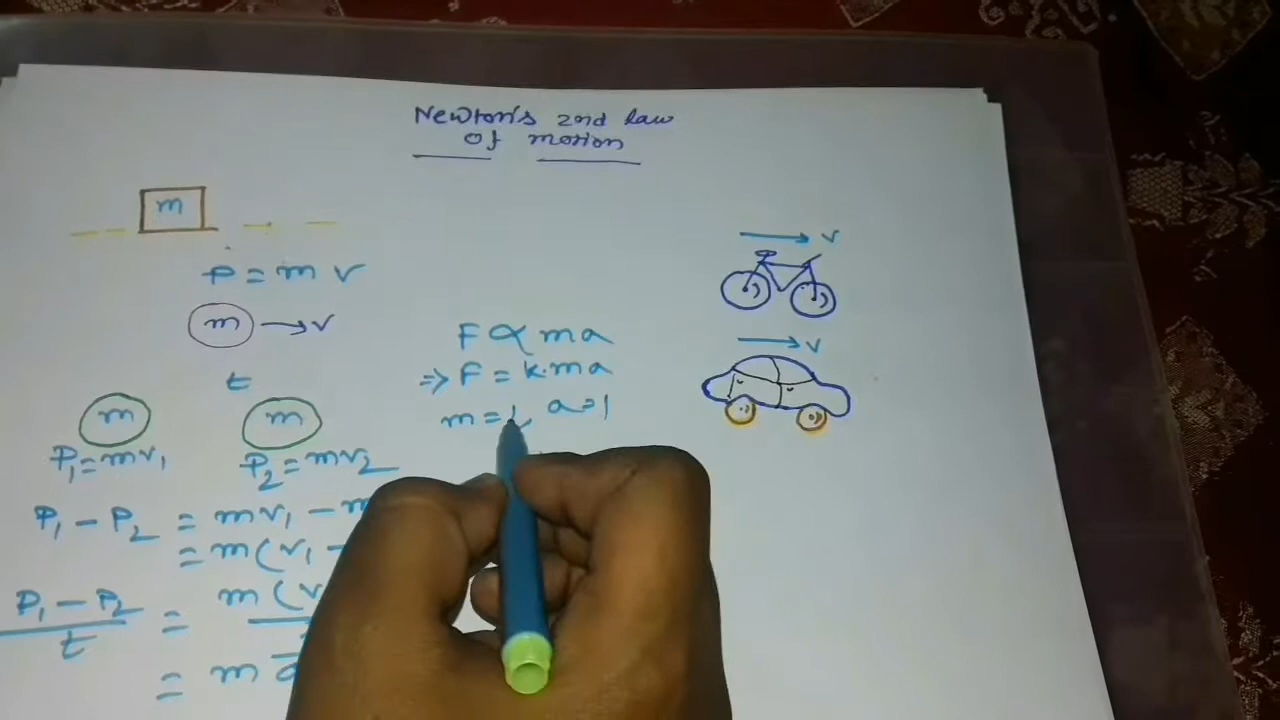 Newton's 2nd law
of motion
m
P = m v
m → v
t
m
m
P₁ = mv₁
P₂ = mv₂
P₁ - P₂ = mv₁ - m
= m(v₁ -
P₁ - P₂ / t = m(v
= m a
F ∝ ma
⇒ F = k.ma
m = 1, a = 1
→ v
→ v